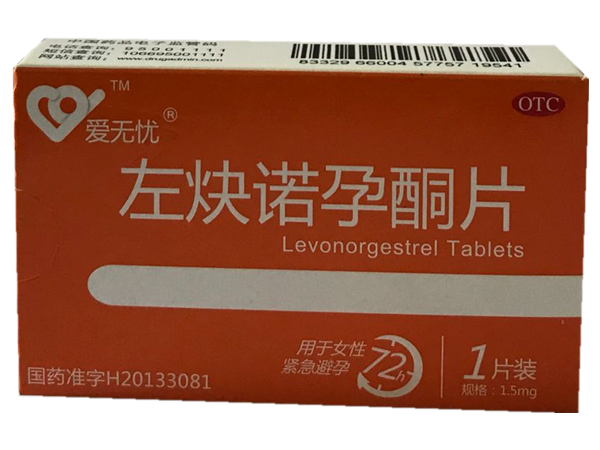 中国药品电子监管码
电话查询：95001111
短信查询：106695001111
网站查询：www.drugadmin.com
83329 66004 57757 19541
TM
爱无忧®
OTC
左炔诺孕酮片
Levonorgestrel Tablets
用于女性
紧急避孕
72h
1片装
规格：1.5mg
国药准字H20133081